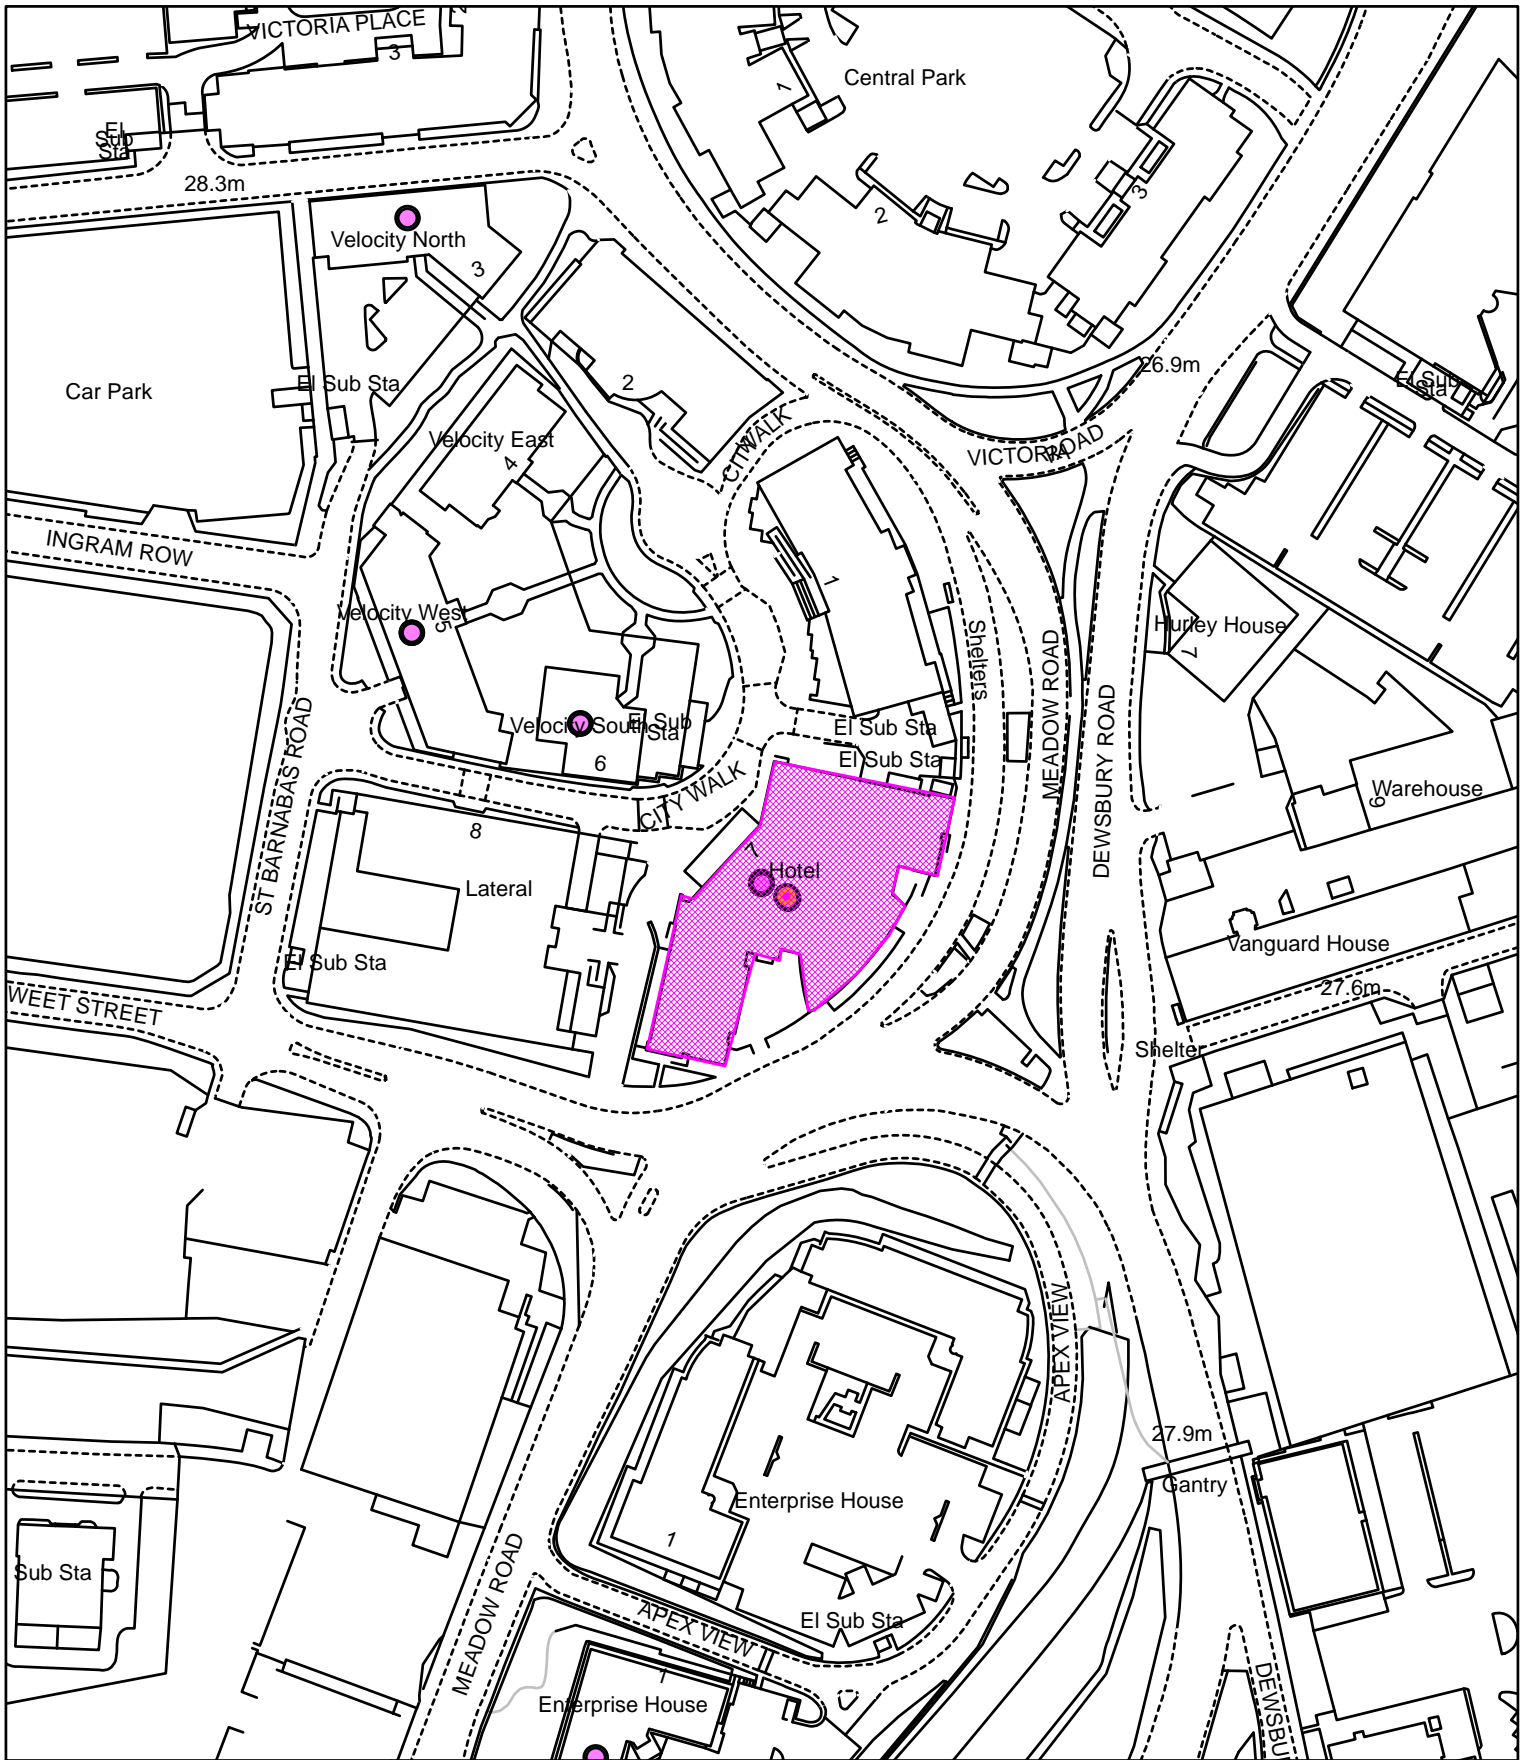 VICTORIA PLACE
2
3
1
Central Park
El
Sub
Sta
28.3m
3
2
Velocity North
3
26.9m
El Sub Sta
2
Car Park
El Sub
Sta
Velocity East
4
CITY WALK
VICTORIA ROAD
INGRAM ROW
1
Velocity West
5
Shelters
MEADOW ROAD
Hurley House
7
DEWSBURY ROAD
ST BARNABAS ROAD
Velocity South
El Sub
Sta
El Sub Sta
El Sub Sta
6
CITY WALK
Warehouse
9
8
7
Hotel
Lateral
Vanguard House
El Sub Sta
27.6m
WEET STREET
Shelter
APEX VIEW
27.9m
Gantry
Enterprise House
1
Sub Sta
MEADOW ROAD
APEX VIEW
El Sub Sta
1
Enterprise House
DEWSBU